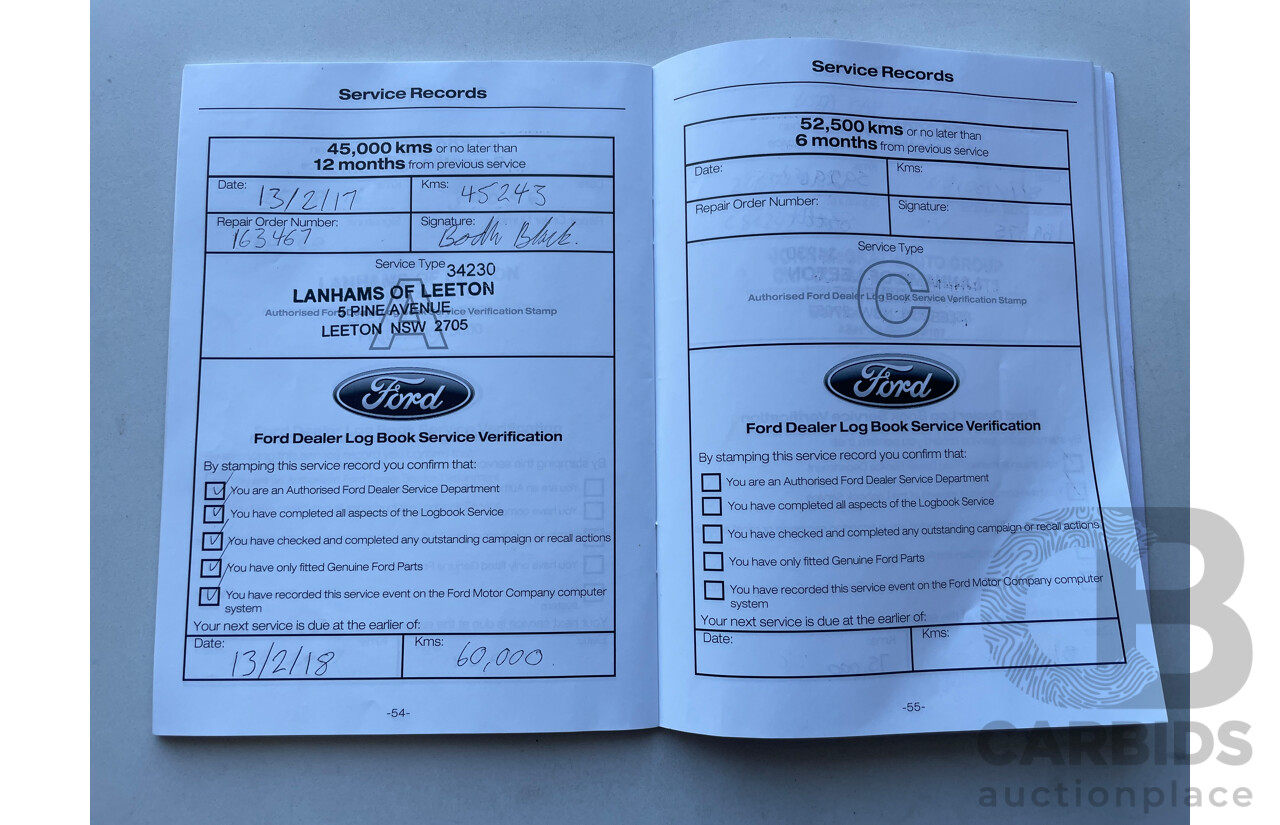 Service Records
45,000 kms or no later than
12 months from previous service
Date: 13/2/17
Kms: 45243
Repair Order Number: 163467
Signature:
Service Type
A
34230
LANHAMS OF LEETON
5 PINE AVENUE
LEETON NSW 2705
Authorised Ford Dealer Log Book Service Verification Stamp
Ford
Ford Dealer Log Book Service Verification
By stamping this service record you confirm that:
You are an Authorised Ford Dealer Service Department
You have completed all aspects of the Logbook Service
You have checked and completed any outstanding campaign or recall actions
You have only fitted Genuine Ford Parts
You have recorded this service event on the Ford Motor Company computer
system
Your next service is due at the earlier of:
Date: 13/2/18
Kms: 60,000
-54-
Service Records
52,500 kms or no later than
6 months from previous service
Date:
Kms:
Repair Order Number:
Signature:
Service Type
C
Authorised Ford Dealer Log Book Service Verification Stamp
Ford
Ford Dealer Log Book Service Verification
By stamping this service record you confirm that:
You are an Authorised Ford Dealer Service Department
You have completed all aspects of the Logbook Service
You have checked and completed any outstanding campaign or recall actions
You have only fitted Genuine Ford Parts
You have recorded this service event on the Ford Motor Company computer
system
Your next service is due at the earlier of:
Date:
Kms:
-55-
CB
CARBIDS
auctionplace